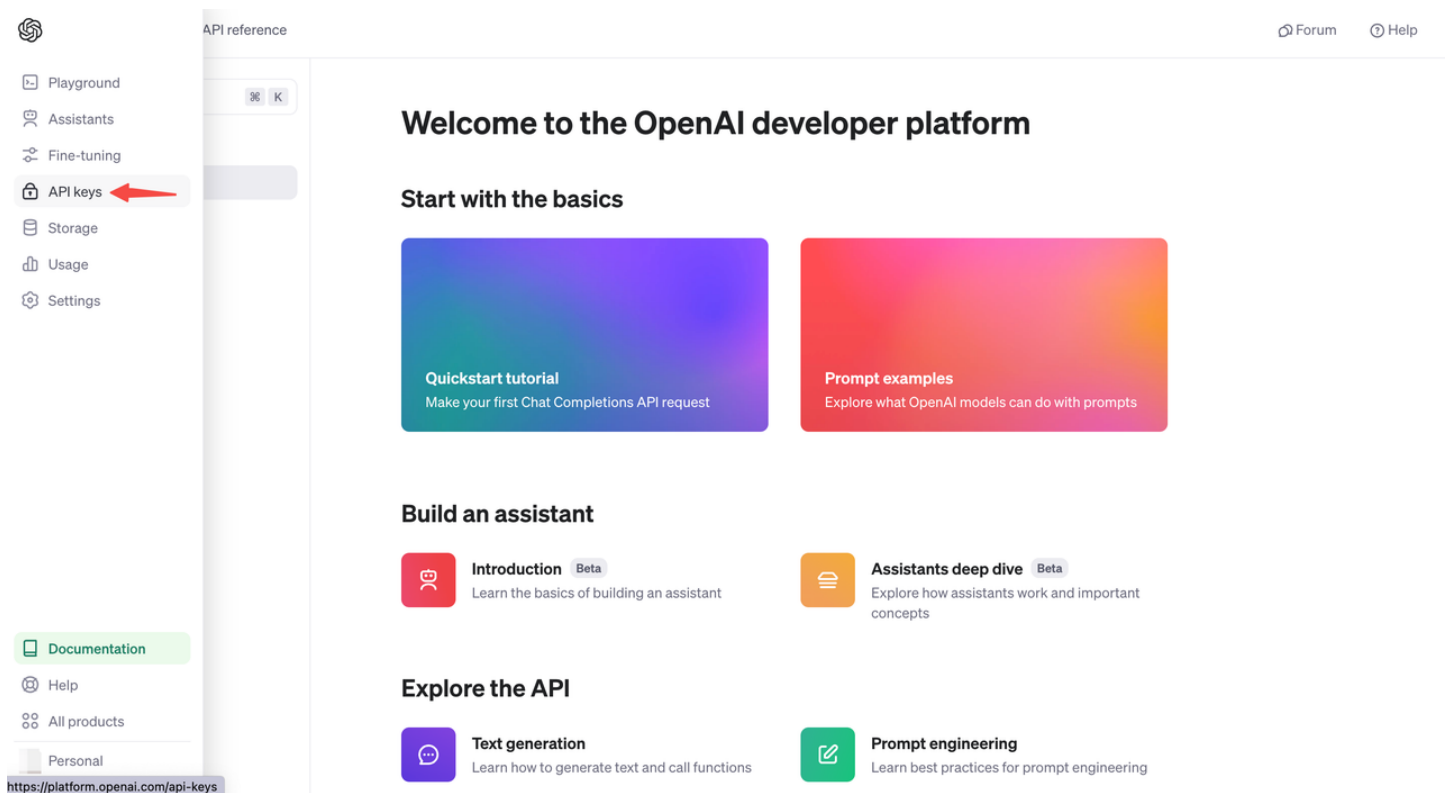 API reference
Forum
Help
Playground
Assistants
Fine-tuning
API keys
Storage
Usage
Settings
⌘ K
Welcome to the OpenAI developer platform
Start with the basics
Quickstart tutorial
Make your first Chat Completions API request
Prompt examples
Explore what OpenAI models can do with prompts
Build an assistant
Introduction Beta
Learn the basics of building an assistant
Assistants deep dive Beta
Explore how assistants work and important
concepts
Explore the API
Text generation
Learn how to generate text and call functions
Prompt engineering
Learn best practices for prompt engineering
Documentation
Help
All products
Personal
https://platform.openai.com/api-keys